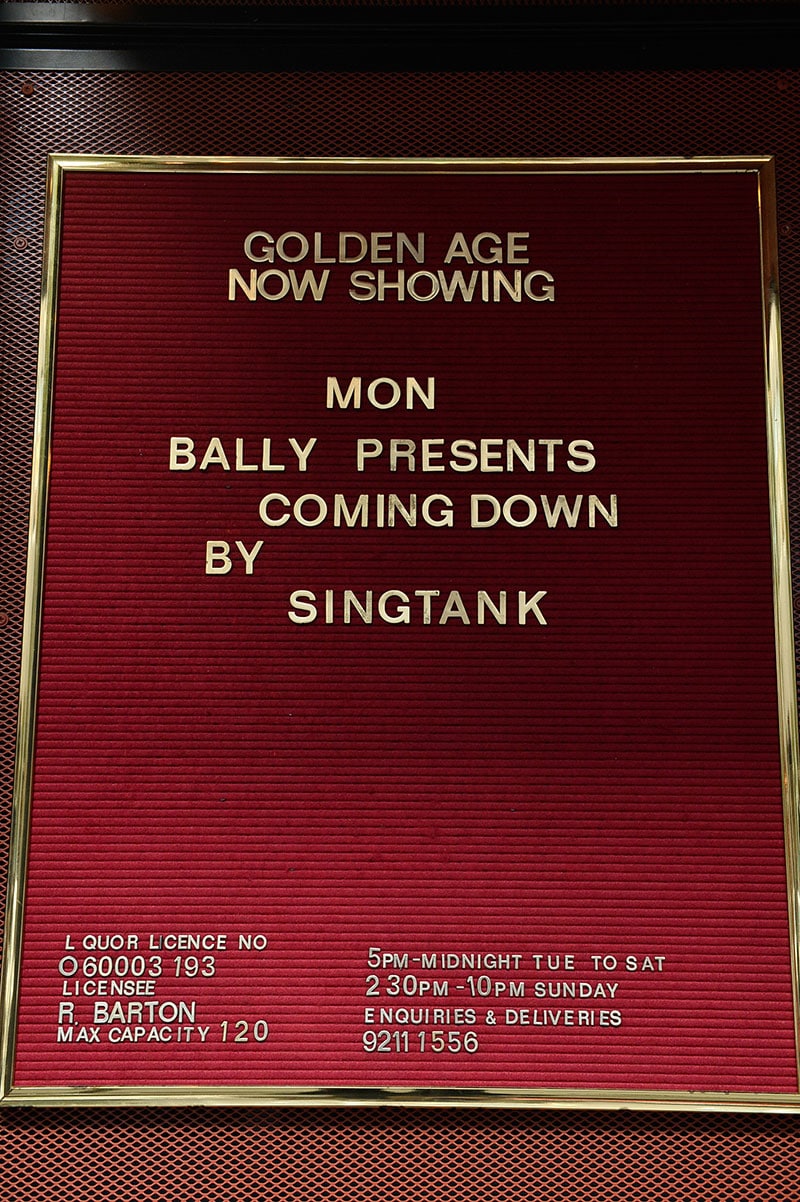 GOLDEN AGE
NOW SHOWING
MON
BALLY PRESENTS
COMING DOWN
BY
SINGTANK
L QUOR LICENCE NO
O60003 193
LICENSEE
R. BARTON
MAX CAPACITY 120
5PM-MIDNIGHT TUE TO SAT
2 30PM-10PM SUNDAY
ENQUIRIES & DELIVERIES
9211 1556